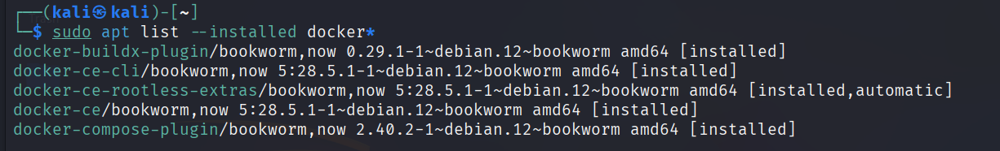 ┌──(kali㉿kali)-[~]
└─$ sudo apt list --installed docker*
docker-buildx-plugin/bookworm,now 0.29.1-1~debian.12~bookworm amd64 [installed]
docker-ce-cli/bookworm,now 5:28.5.1-1~debian.12~bookworm amd64 [installed]
docker-ce-rootless-extras/bookworm,now 5:28.5.1-1~debian.12~bookworm amd64 [installed,automatic]
docker-ce/bookworm,now 5:28.5.1-1~debian.12~bookworm amd64 [installed]
docker-compose-plugin/bookworm,now 2.40.2-1~debian.12~bookworm amd64 [installed]